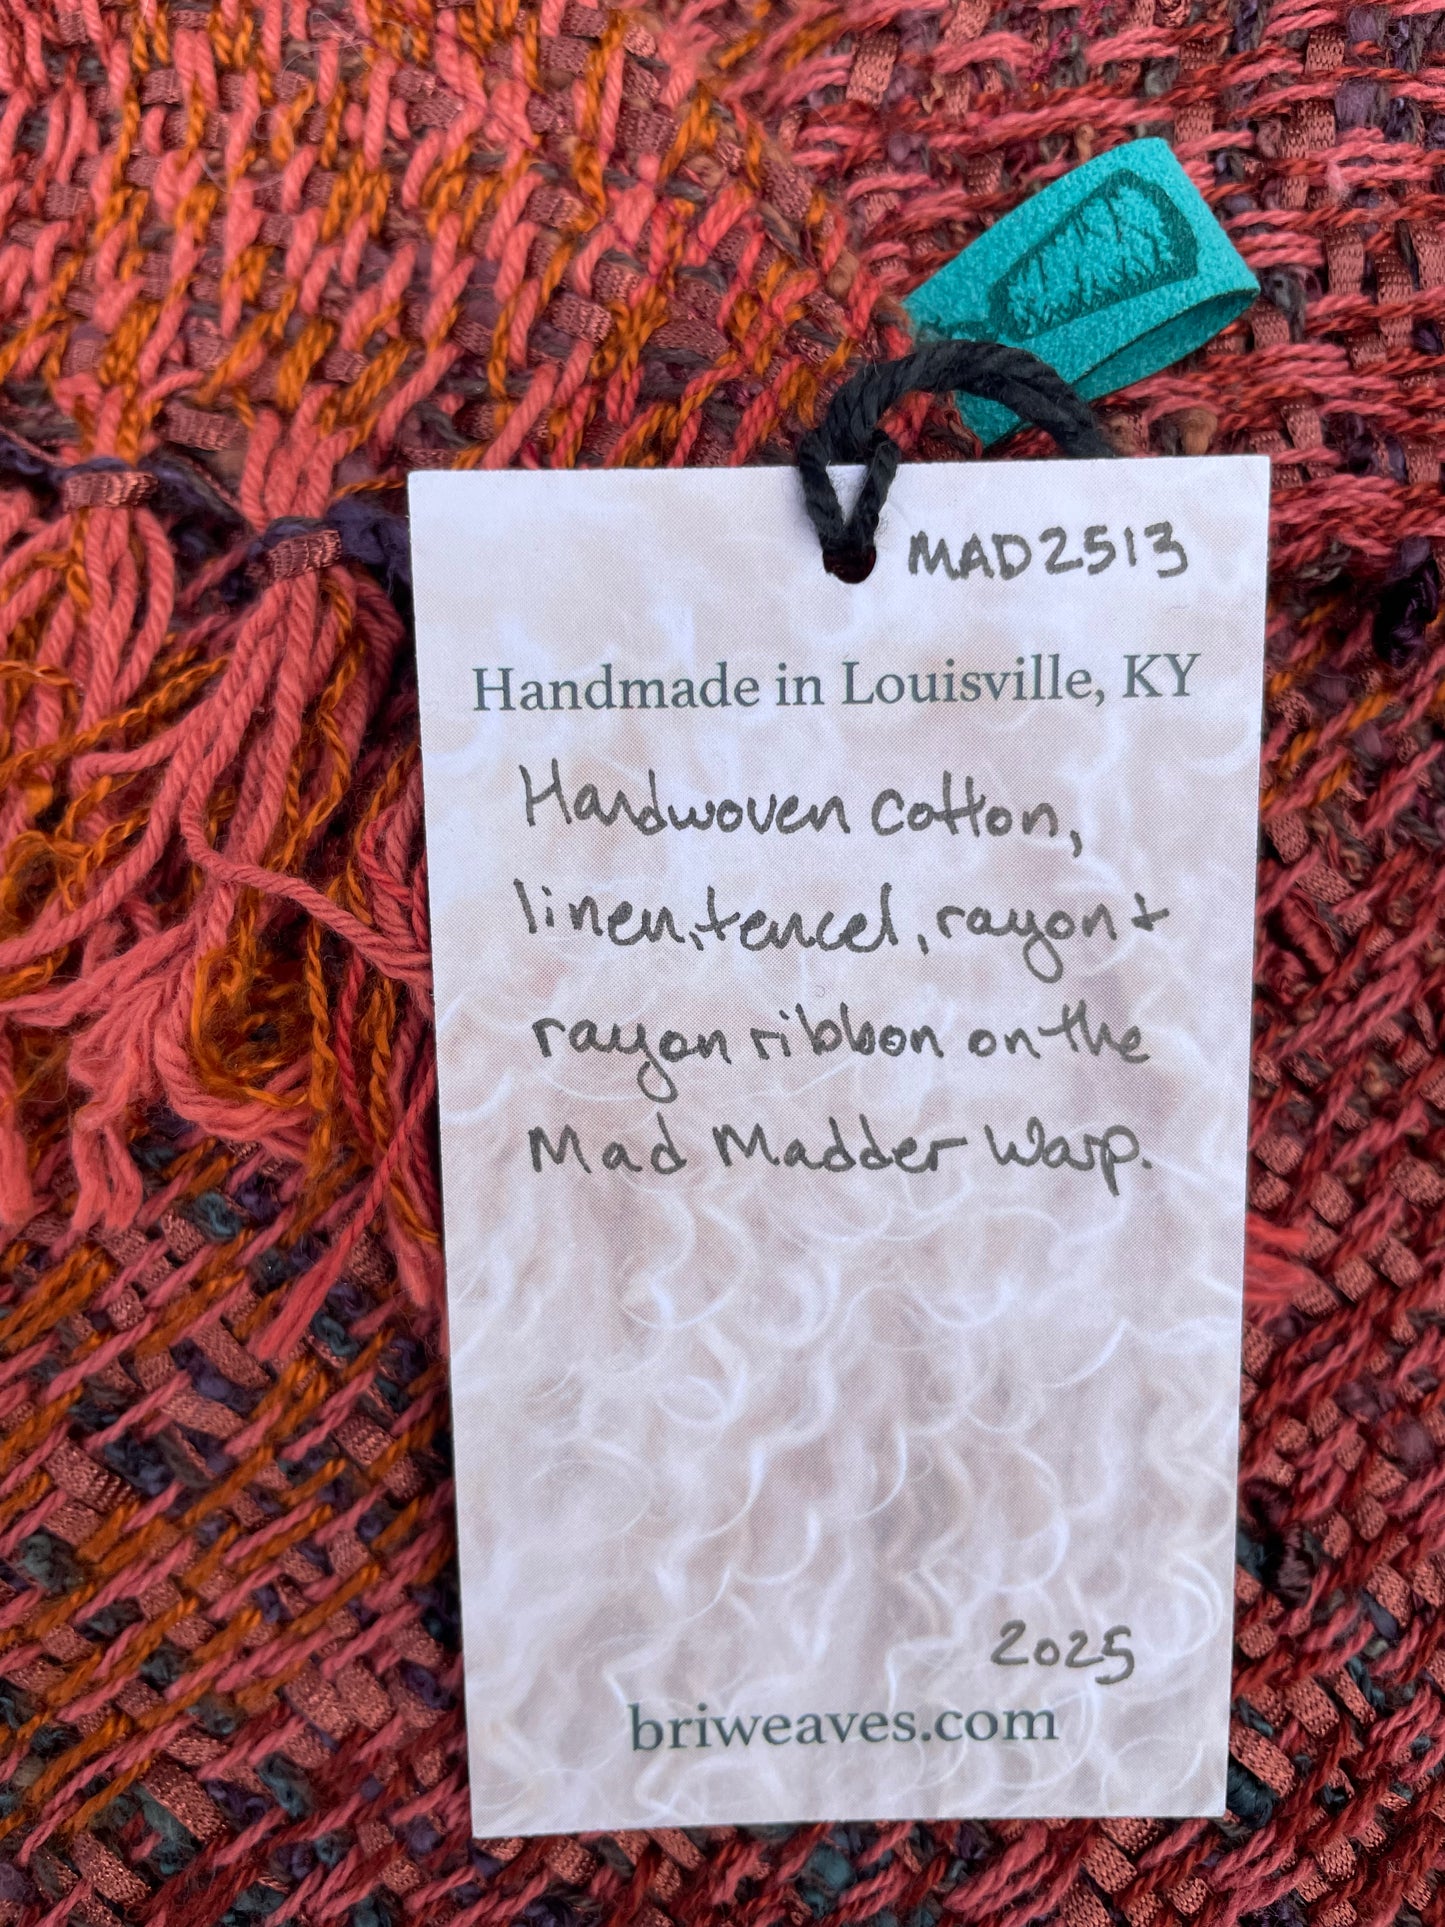 MAD2513
Handmade in Louisville, KY
Handwoven cotton,
linen, tencel, rayon +
rayon ribbon on the
Mad Madder Warp.
2025
briweaves.com